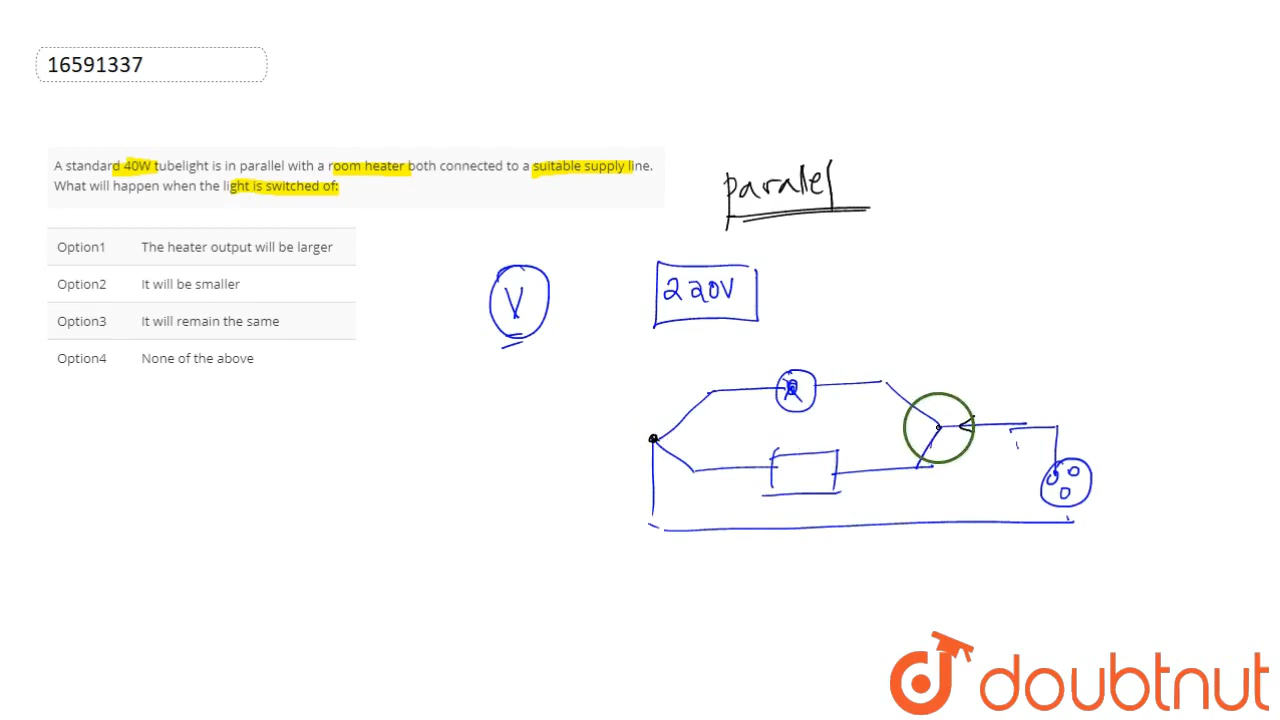 16591337
A standard 40W tubelight is in parallel with a room heater both connected to a suitable supply line.
What will happen when the light is switched of:
parallel
Option1 The heater output will be larger
Option2 It will be smaller
V
220V
Option3 It will remain the same
Option4 None of the above
doubtnut